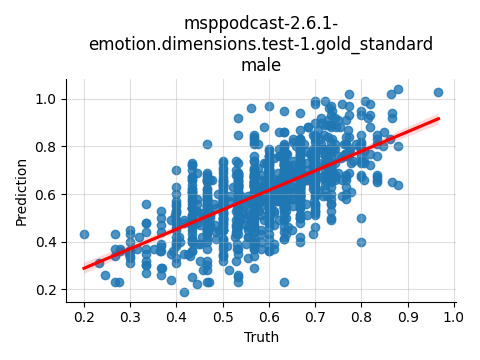 msppodcast-2.6.1-
emotion.dimensions.test-1.gold_standard
male
1.0
0.8
0.6
0.4
0.2
Prediction
0.2 0.3 0.4 0.5 0.6 0.7 0.8 0.9 1.0
Truth